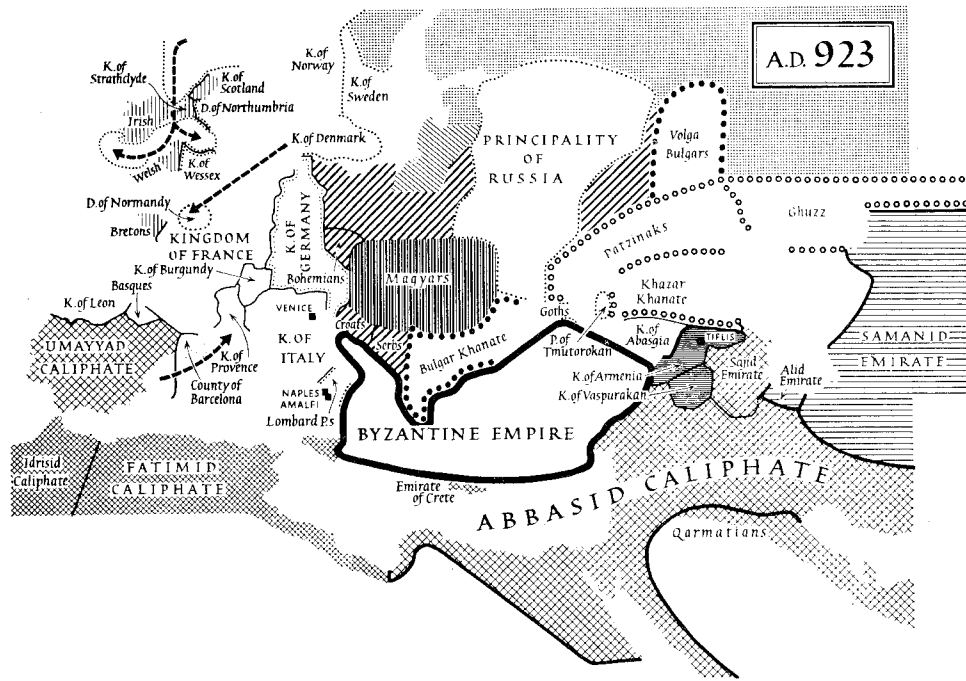 A.D. 923
K. of
Strathclyde
K. of
Scotland
D. of Northumbria
Irish
Welsh
K. of
Wessex
K. of
Norway
K. of
Sweden
K. of Denmark
PRINCIPALITY
OF
RUSSIA
Volga
Bulgars
D. of Normandy
Bretons
KINGDOM
OF FRANCE
K. OF
GERMANY
Bohemians
Magyars
Patzinaks
Ghuzz
K. of Burgundy
Basques
K. of Leon
UMAYYAD
CALIPHATE
K. of
Provence
County of
Barcelona
VENICE
K. OF
ITALY
NAPLES
AMALFI
Lombard P.s
Croats
Serbs
Bulgar Khanate
Goths
P. of
Tmutorokan
Khazar
Khanate
K. of
Abasgia
TIFLIS
K. of Armenia
K. of Vaspurakan
Sajid
Emirate
Alid
Emirate
SAMANID
EMIRATE
BYZANTINE EMPIRE
Idrisid
Caliphate
FATIMID
CALIPHATE
Emirate
of Crete
ABBASID CALIPHATE
Qarmatians